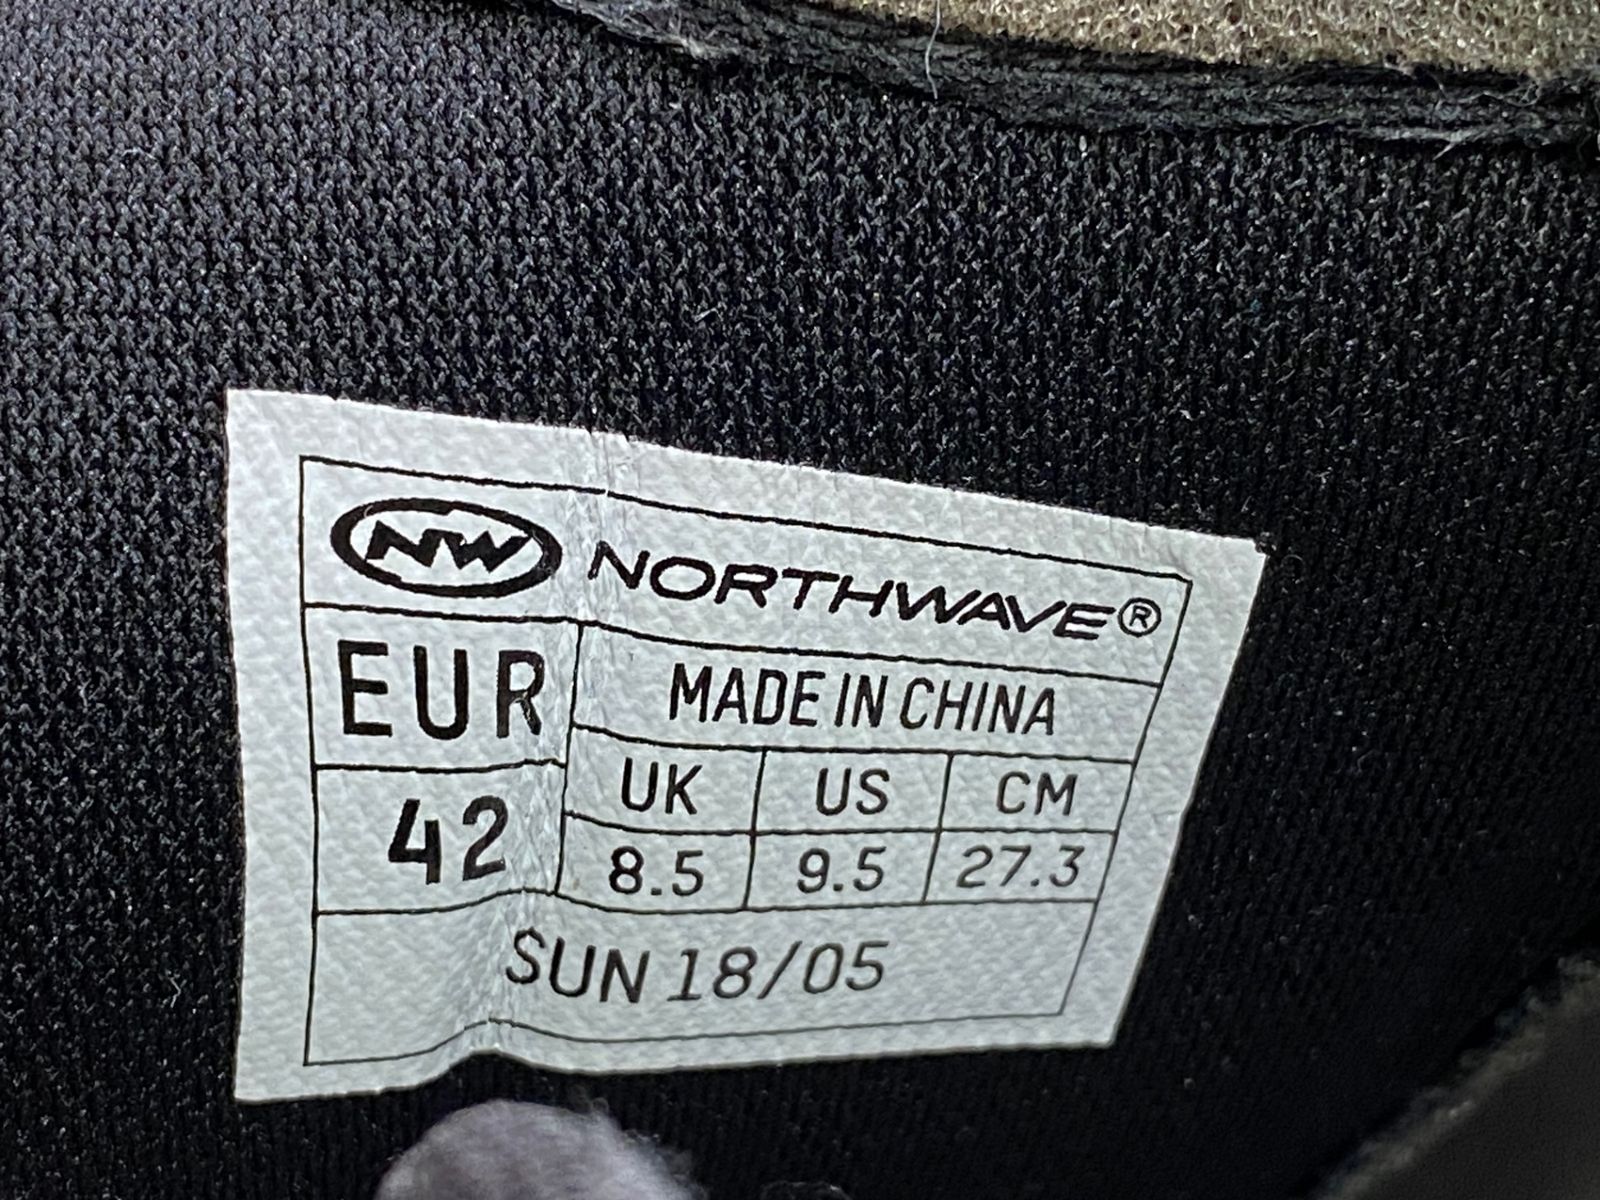 NW NORTHWAVE®
EUR
MADE IN CHINA
UK US CM
42
8.5 9.5 27.3
SUN 18/05